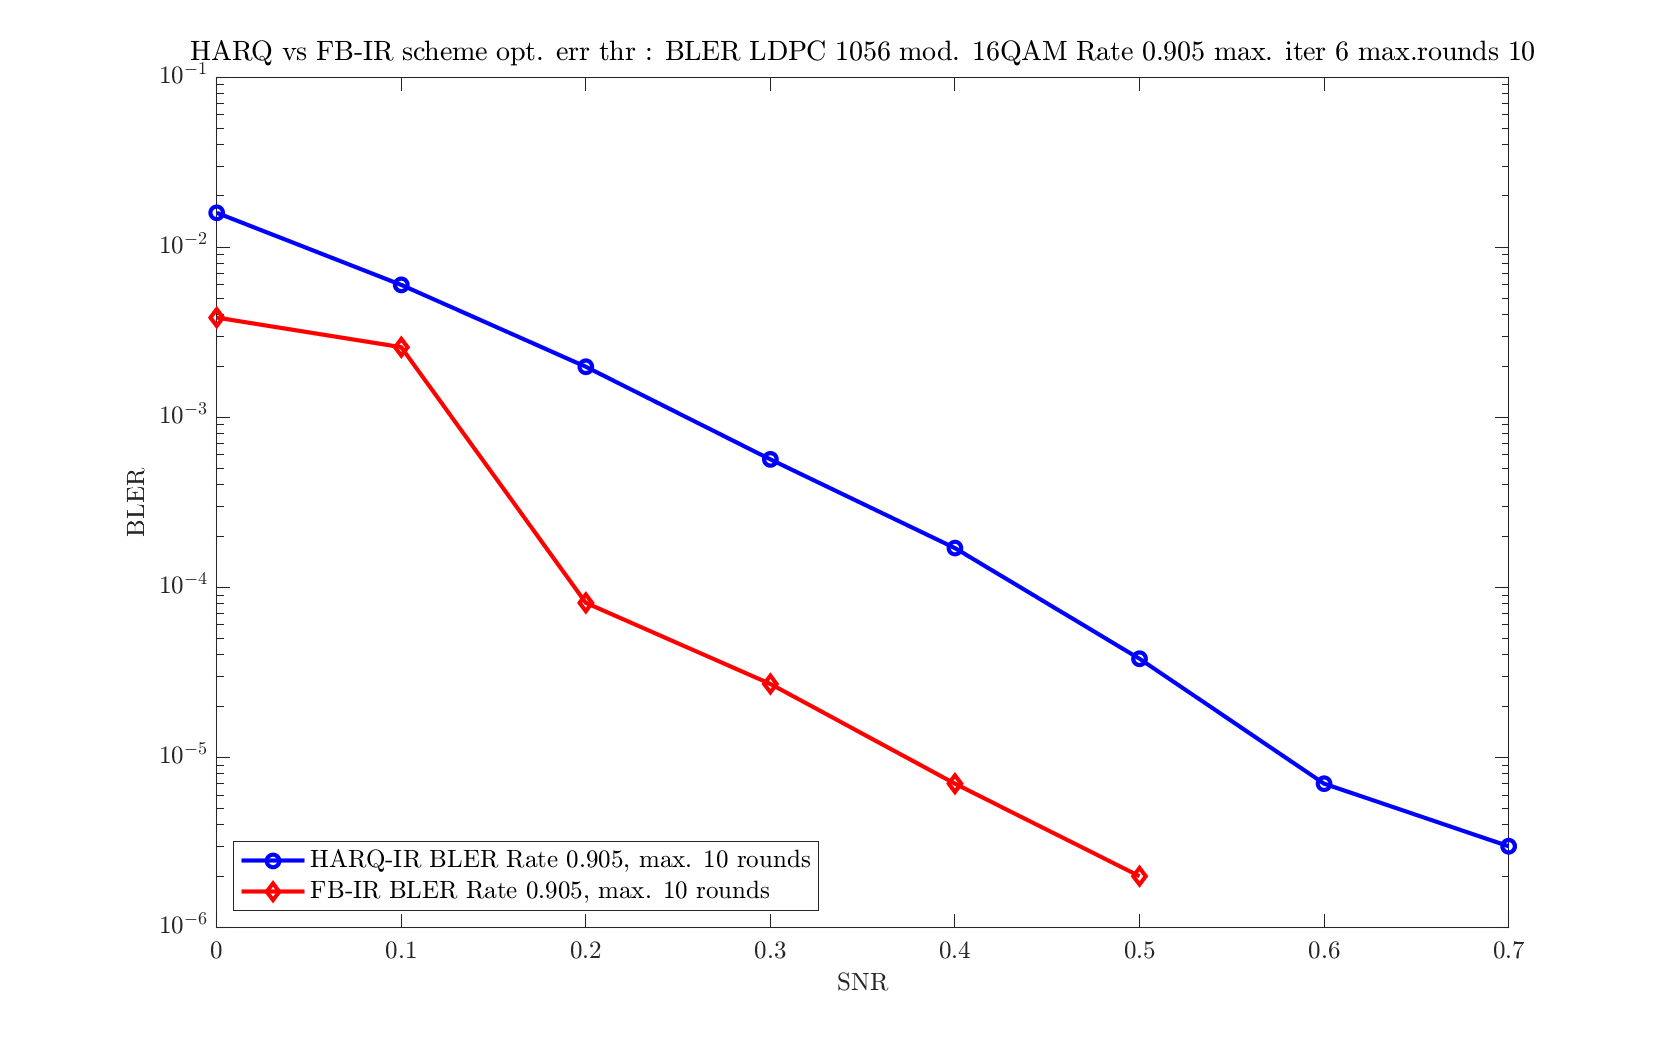 HARQ vs FB-IR scheme opt. err thr : BLER LDPC 1056 mod. 16QAM Rate 0.905 max. iter 6 max.rounds 10
10^{-1}
10^{-2}
10^{-3}
10^{-4}
10^{-5}
10^{-6}
BLER
HARQ-IR BLER Rate 0.905, max. 10 rounds
FB-IR BLER Rate 0.905, max. 10 rounds
0 0.1 0.2 0.3 0.4 0.5 0.6 0.7
SNR